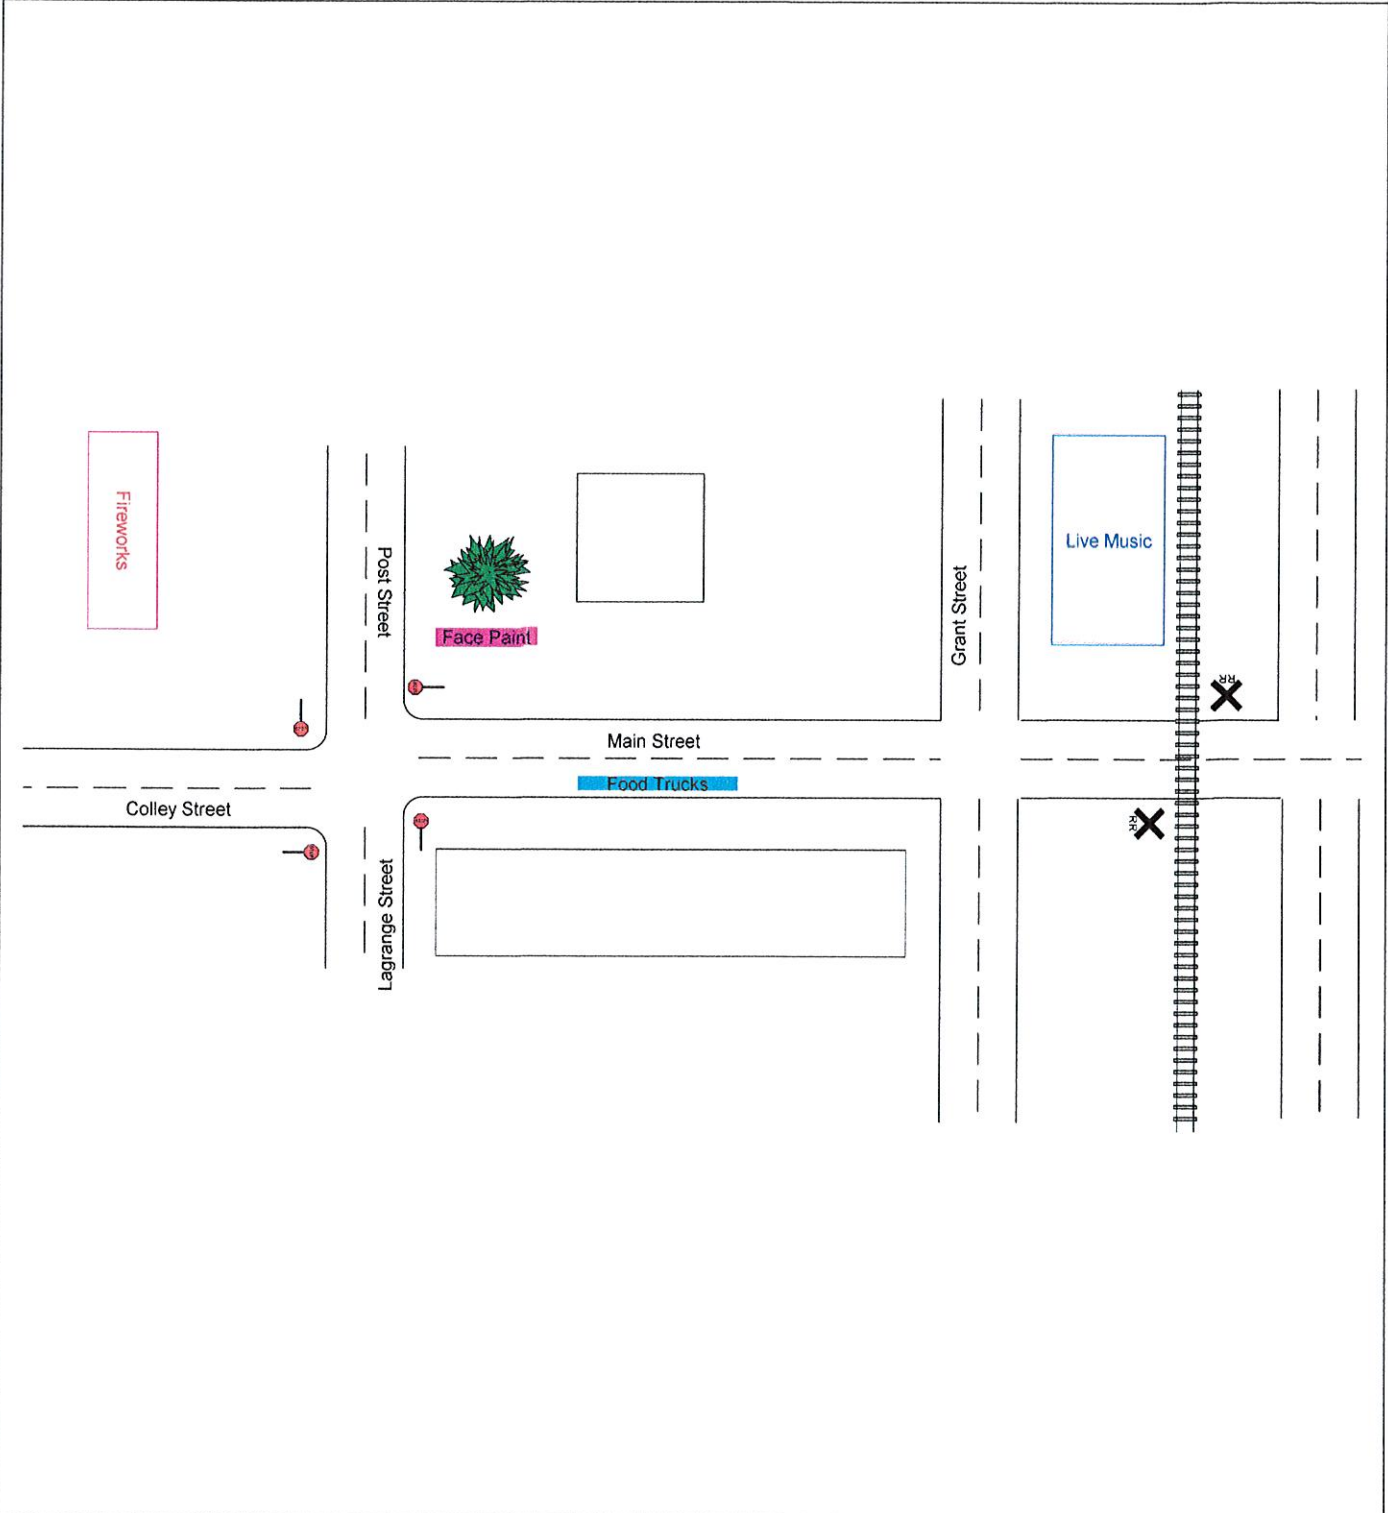 Fireworks
Post Street
Face Paint
Grant Street
Live Music
RR
Main Street
Food Trucks
Colley Street
RR
Lagrange Street